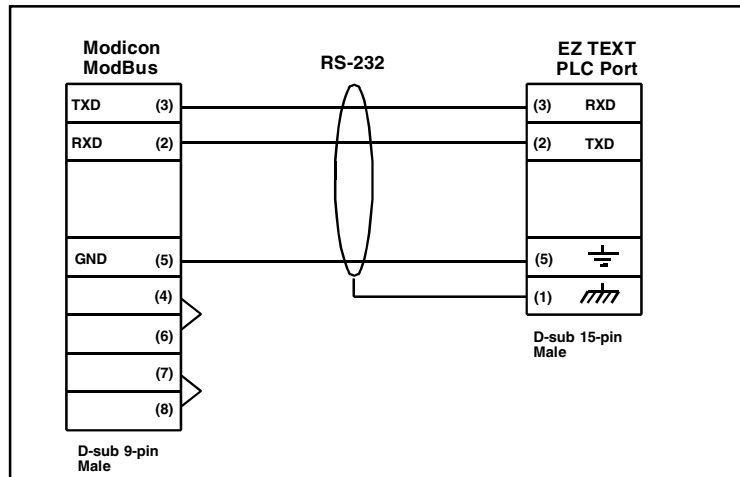 Modicon
ModBus
RS-232
EZ TEXT
PLC Port
TXD (3)
(3) RXD
RXD (2)
(2) TXD
GND (5)
(5)
(4)
(1)
(6)
(7)
(8)
D-sub 15-pin
Male
D-sub 9-pin
Male